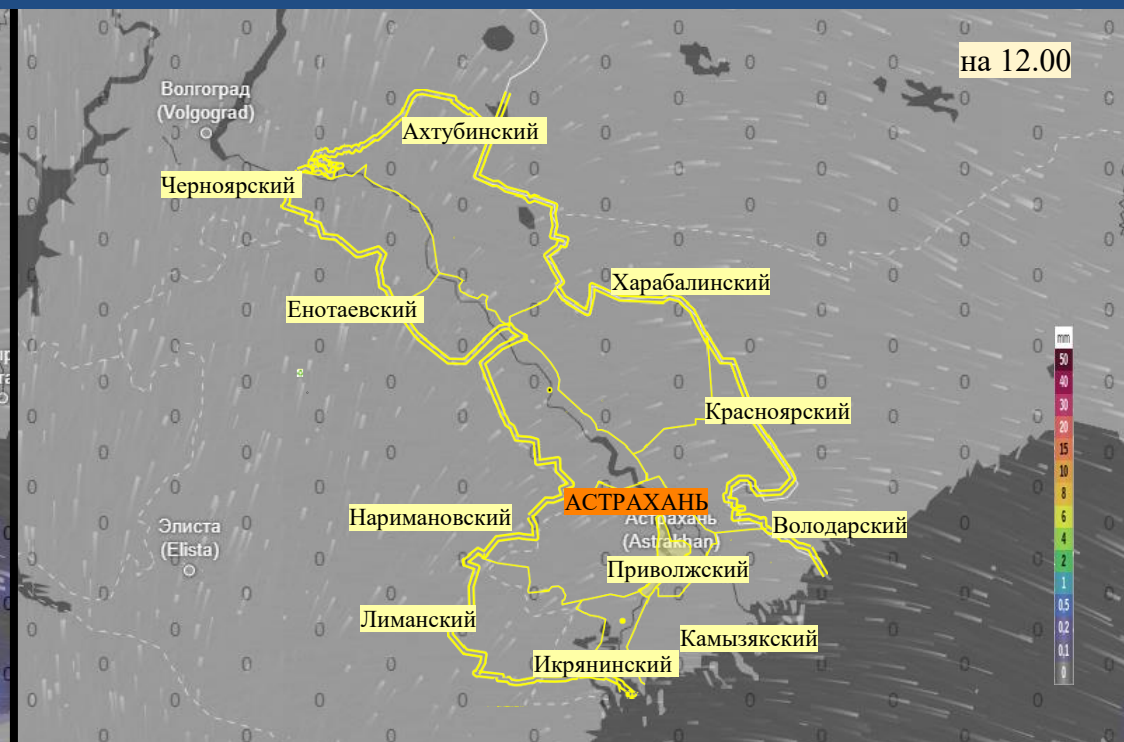 на 12.00
Волгоград
(Volgograd)
Ахтубинский
Черноярский
Харабалинский
Енотаевский
mm
50
40
30
20
15
10
8
6
4
2
1
0,5
0,2
0,1
0
Красноярский
АСТРАХАНЬ
Астрахань
(Astrakhan)
Наримановский
Элиста
(Elista)
Володарский
Приволжский
Лиманский
Камызякский
Икрянинский